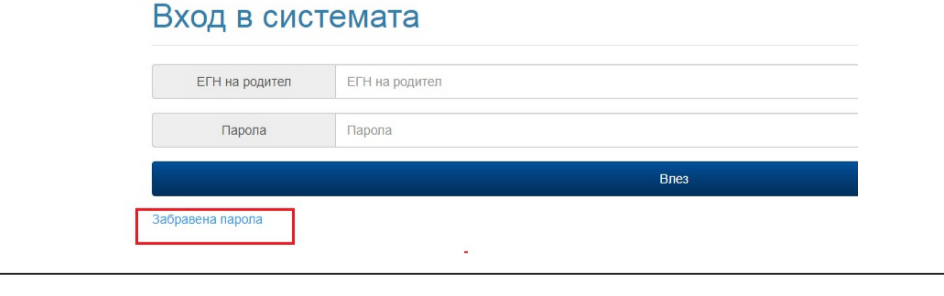 Вход в системата
ЕГН на родител ЕГН на родител
Парола Парола
Влез
Забравена парола